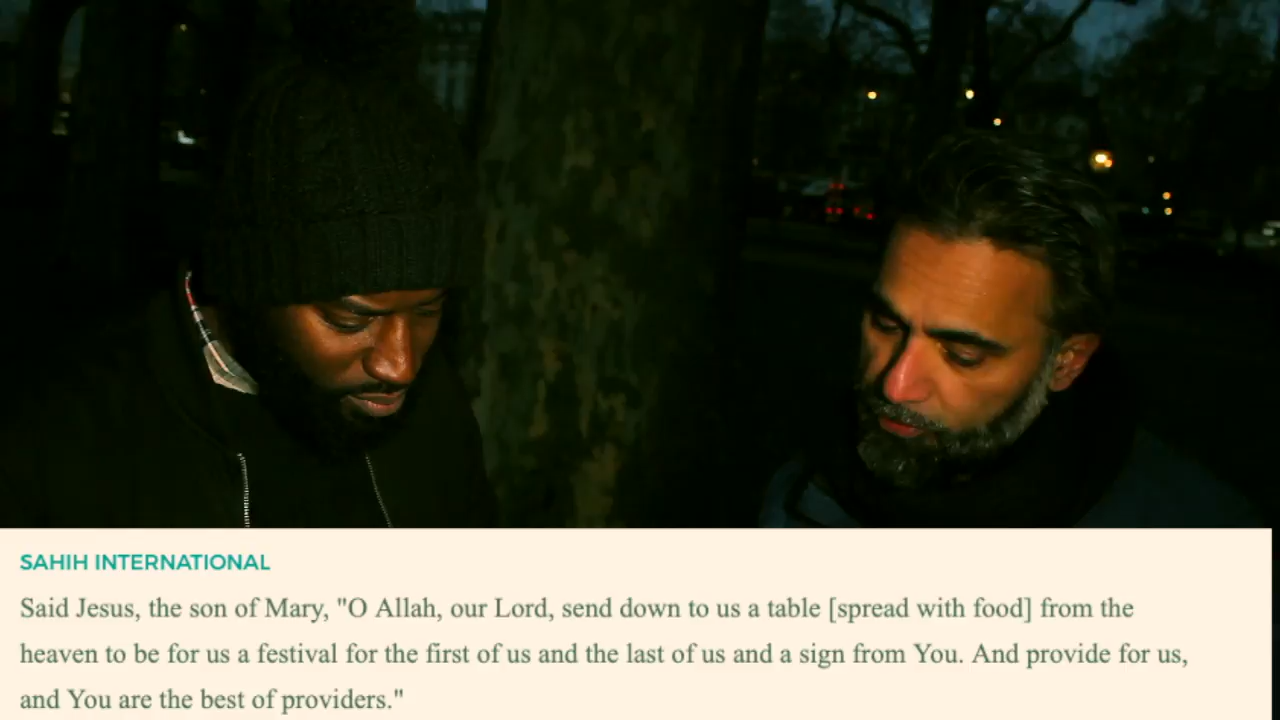 SAHIH INTERNATIONAL
Said Jesus, the son of Mary, "O Allah, our Lord, send down to us a table [spread with food] from the
heaven to be for us a festival for the first of us and the last of us and a sign from You. And provide for us,
and You are the best of providers."